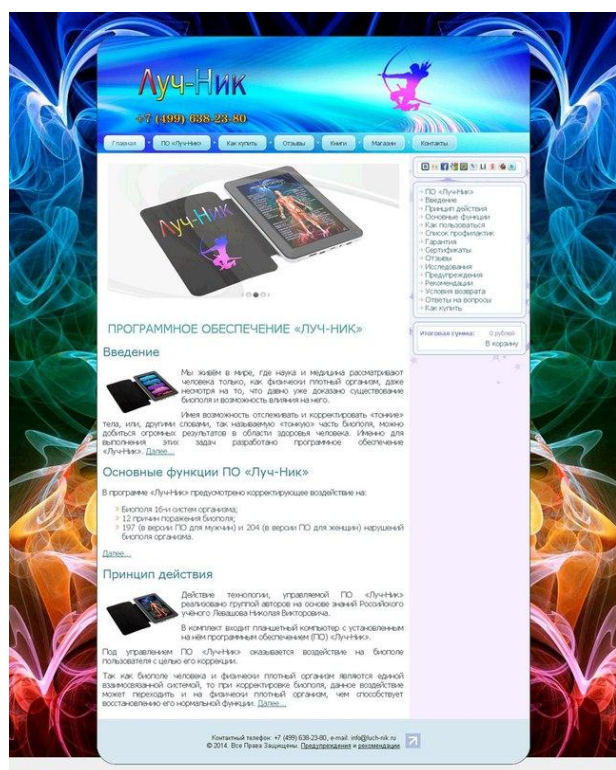 Луч-Ник
+7 (499) 638-23-80
Главная ПО «Луч-Ник» Как купить Отзывы Книги Магазин Контакты
Луч-Ник
ПО «Луч-Ник»
Введение
Принцип действия
Основные функции
Как пользоваться
Список профилактик
Гарантия
Сертификаты
Отзывы
Исследования
Предупреждения
Рекомендации
Условия возврата
Ответы на вопросы
Как купить
Итоговая сумма: 0 рублей
В корзину
ПРОГРАММНОЕ ОБЕСПЕЧЕНИЕ «ЛУЧ-НИК»
Введение
Мы живём в мире, где наука и медицина рассматривают
человека только, как физически плотный организм, даже
несмотря на то, что давно уже доказано существование
биополя и возможность влияния на него.
Имея возможность отслеживать и корректировать «тонкие»
тела, или, другими словами, так называемую «тонкую» часть биополя, можно
добиться огромных результатов в области здоровья человека. Именно для
выполнения этих задач разработано программное обеспечение
«Луч-Ник». Далее...
Основные функции ПО «Луч-Ник»
В программе «Луч-Ник» предусмотрено корректирующее воздействие на:
Биополя 16-и систем организма;
12 причин поражения биополя;
197 (в версии ПО для мужчин) и 204 (в версии ПО для женщин) нарушений
биополя организма.
Далее...
Принцип действия
Действие технологии, управляемой ПО «Луч-Ник»
реализовано группой авторов на основе знаний Российского
учёного Левашова Николая Викторовича.
В комплект входит планшетный компьютер с установленным
на нём программным обеспечением (ПО) «Луч-Ник».
Под управлением ПО «Луч-Ник» оказывается воздействие на биополе
пользователя с целью его коррекции.
Так как биополе человека и физически плотный организм являются единой
взаимосвязанной системой, то при корректировке биополя, данное воздействие
может переходить и на физически плотный организм, чем способствует
восстановлению его нормальной функции. Далее...
Контактный телефон: +7 (499) 638-23-80, e-mail: info@luch-nik.ru
© 2014. Все Права Защищены. Предупреждения и рекомендации